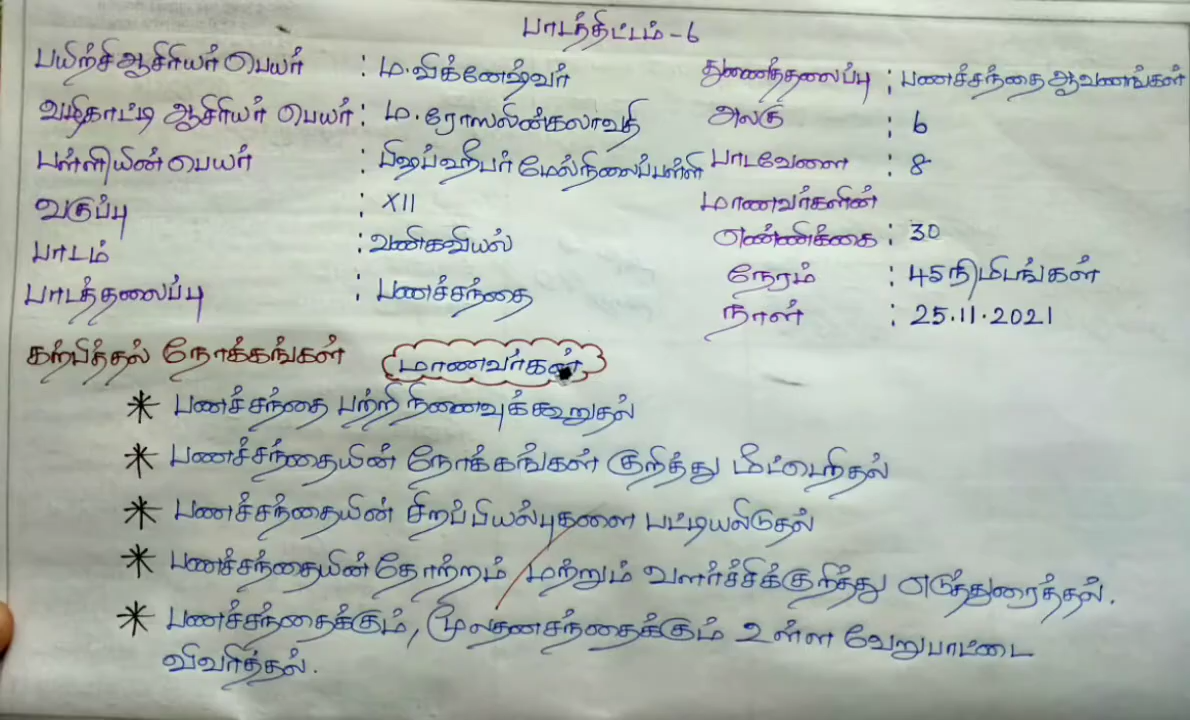 பாடத்திட்டம் - 6
பயிற்சி ஆசிரியர் பெயர் : ம.விக்னேஷ்வர்
துணைத்தலைப்பு : பணச்சந்தை ஆவணங்கள்
வழிகாட்டி ஆசிரியர் பெயர் : ம.ரோஸலின்கலாவதி
அலகு : 6
பள்ளியின் பெயர் : பிஷப் ஹீபர் மேல்நிலைப்பள்ளி
பாடவேளை : 8
வகுப்பு : XII
மாணவர்களின்
எண்ணிக்கை : 30
பாடம் : வணிகவியல்
நேரம் : 45 நிமிடங்கள்
பாடத்தலைப்பு : பணச்சந்தை
நாள் : 25.11.2021
கற்பித்தல் நோக்கங்கள் மாணவர்கள்
* பணச்சந்தை பற்றி நிணைவுக்கூறுதல்
* பணச்சந்தையின் நோக்கங்கள் குறித்து மீட்டெறிதல்
* பணச்சந்தையின் சிறப்பியல்புகளை பட்டியலிடுதல்
* பணச்சந்தையின் தோற்றம் மற்றும் வளர்ச்சிக்குறித்து எடுத்துரைத்தல்.
* பணச்சந்தைக்கும், மூலதனசந்தைக்கும் உள்ள வேறுபாட்டை
விவரித்தல்.